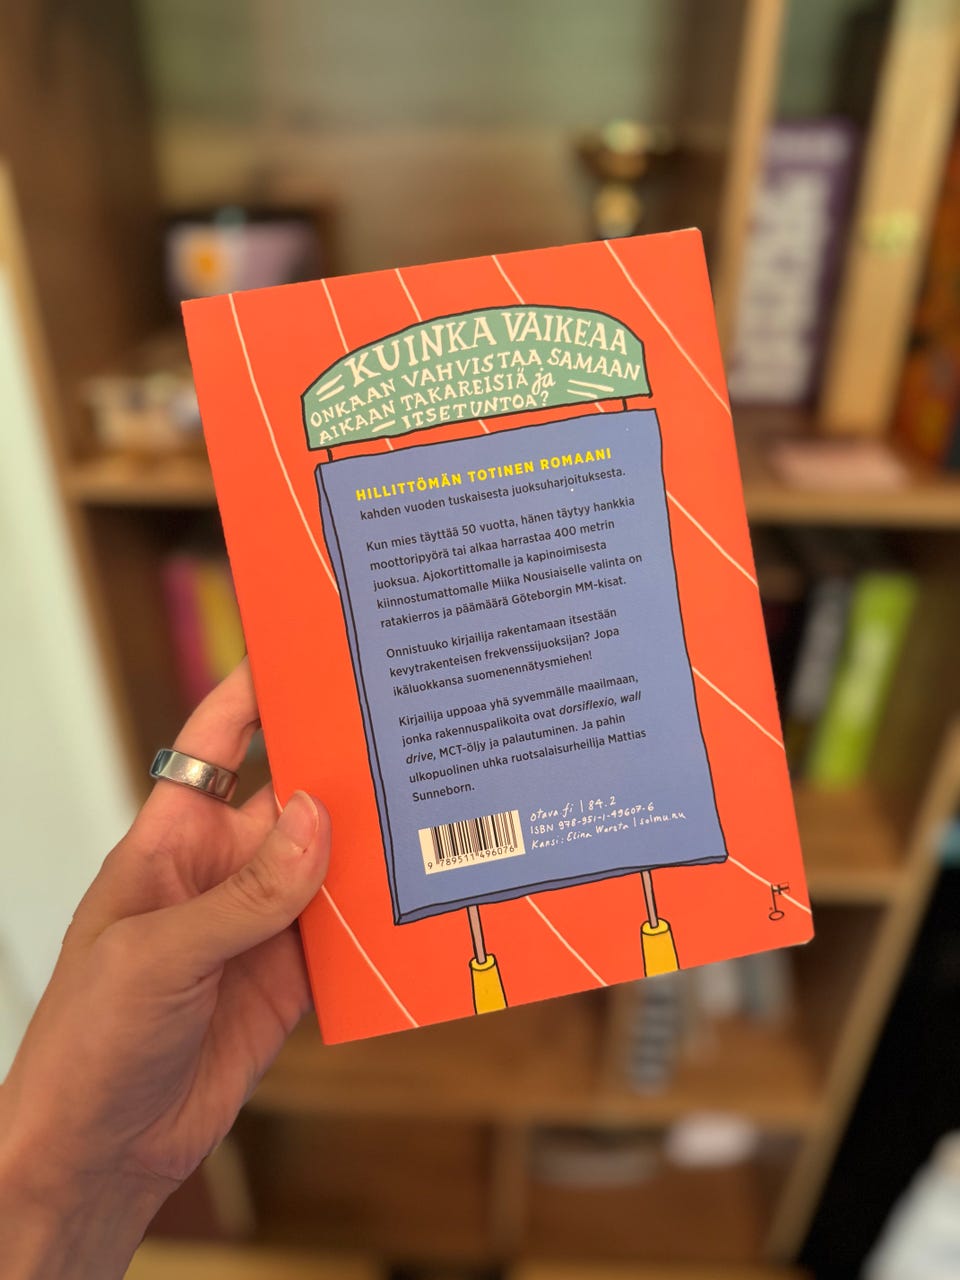 KUINKA VAIKEAA
ONKAAN VAHVISTAA SAMAAN
AIKAAN TAKAREISIÄ ja
ITSETUNTOA?
HILLITTÖMÄN TOTINEN ROMAANI
kahden vuoden tuskaisesta juoksuharjoituksesta.
Kun mies täyttää 50 vuotta, hänen täytyy hankkia
moottoripyörä tai alkaa harrastaa 400 metrin
juoksua. Ajokortittomalle ja kapinoimisesta
kiinnostumattomalle Miika Nousiaiselle valinta on
ratakierros ja päämäärä Göteborgin MM-kisat.
Onnistuuko kirjailija rakentamaan itsestään
kevytrakenteisen frekvenssijuoksijan? Jopa
ikäluokkansa suomenennätysmiehen!
Kirjailija uppoaa yhä syvemmälle maailmaan,
jonka rakennuspalikoita ovat dorsiflexio, wall
drive, MCT-öljy ja palautuminen. Ja pahin
ulkopuolinen uhka ruotsalaisurheilija Mattias
Sunneborn.
otava.fi | 84.2
ISBN 978-951-1-49607-6
Kansi: Elina Warsta | solmu.nu
9 789511 496076